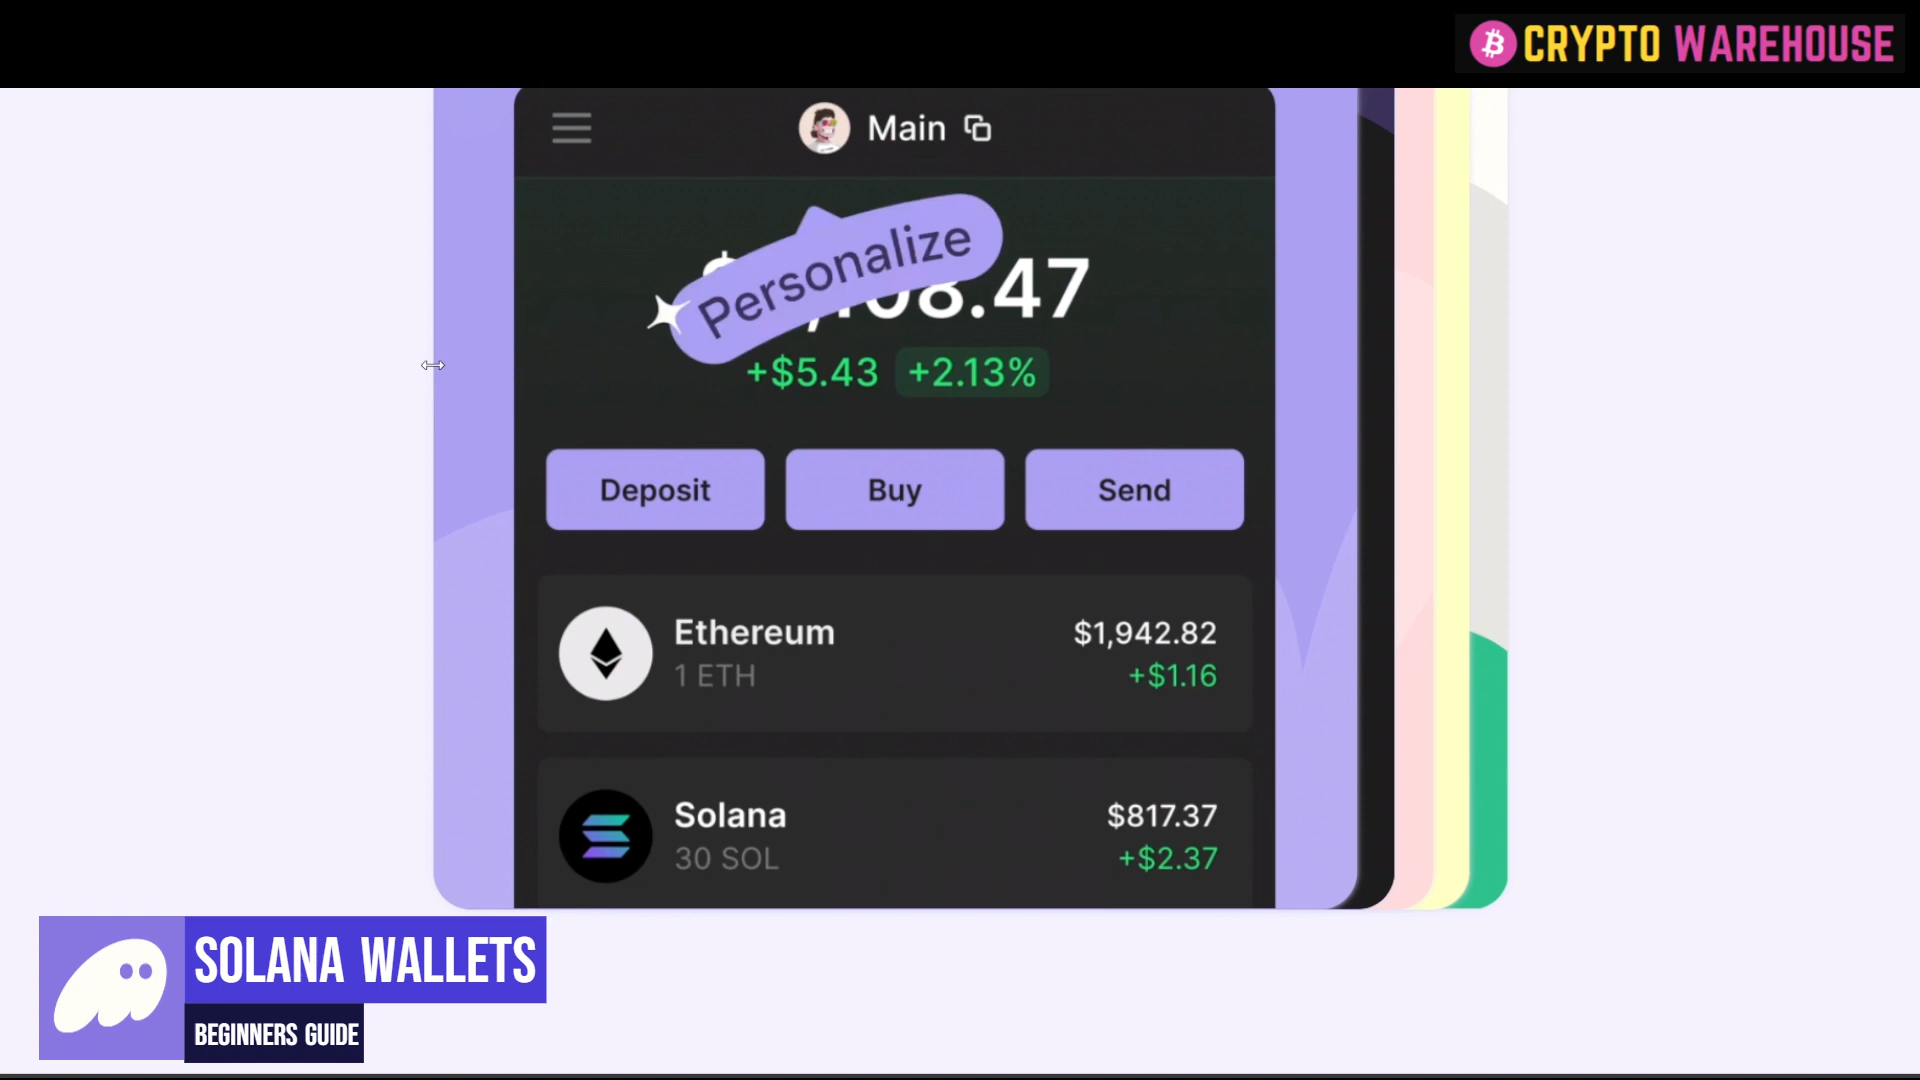 CRYPTO WAREHOUSE
Main
Personalize
08.47
+$5.43 +2.13%
Deposit Buy Send
Ethereum $1,942.82
1 ETH +$1.16
Solana $817.37
30 SOL +$2.37
SOLANA WALLETS
BEGINNERS GUIDE